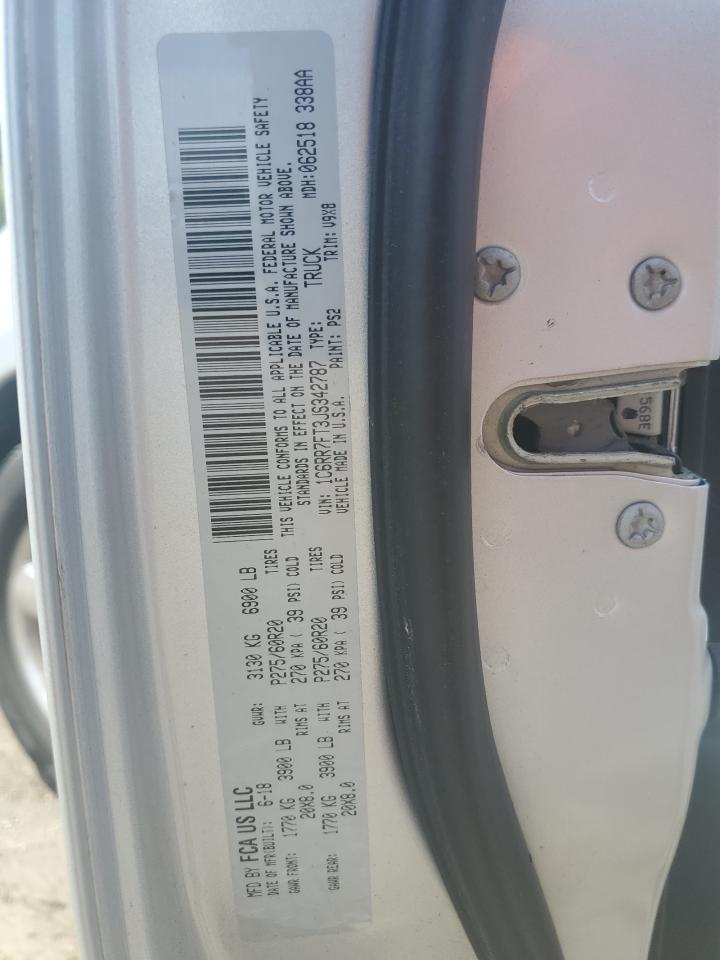 MFD BY FCA US LLC
DATE OF MFR(BUILT): 6-18 GVWR: 3130 KG 6900 LB
GAWR FRONT: 1770 KG 3900 LB WITH P275/60R20 TIRES
20X8.0 RIMS AT 270 KPA ( 39 PSI) COLD
GAWR REAR: 1770 KG 3900 LB WITH P275/60R20 TIRES
20X8.0 RIMS AT 270 KPA ( 39 PSI) COLD
THIS VEHICLE CONFORMS TO ALL APPLICABLE U.S.A. FEDERAL MOTOR VEHICLE SAFETY
STANDARDS IN EFFECT ON THE DATE OF MANUFACTURE SHOWN ABOVE.
VIN: 1C6RR7FT3JS342787 TYPE: TRUCK MDH:062518 338AA
VEHICLE MADE IN U.S.A. PAINT: PS2 TRIM: V9X8
568E